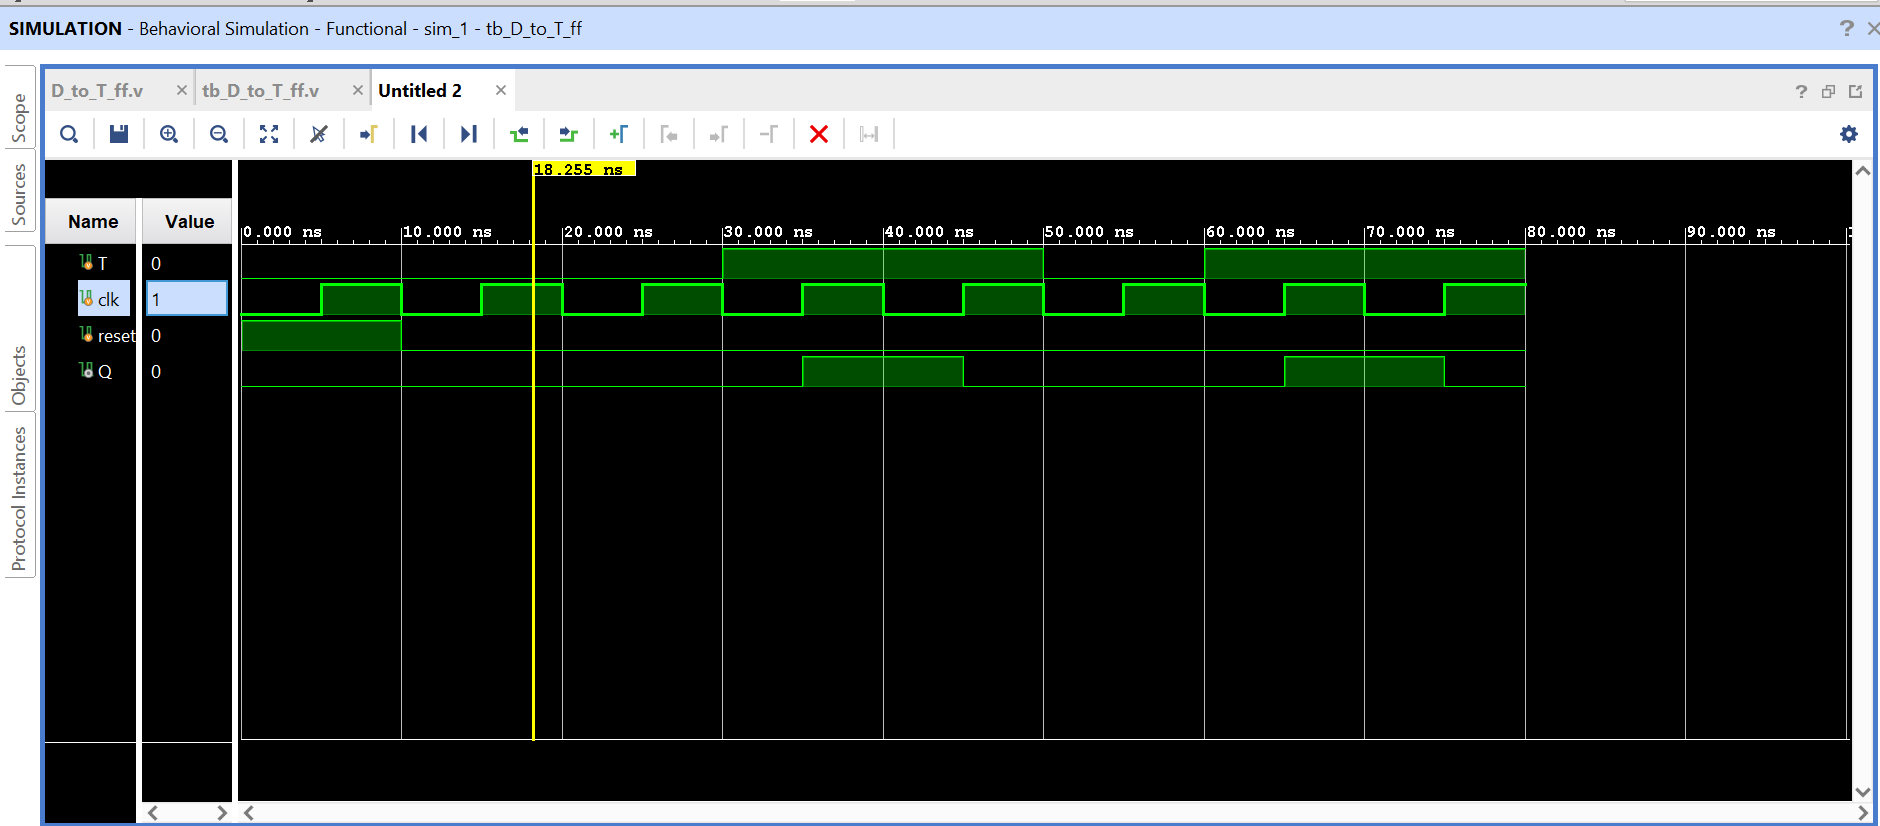 SIMULATION - Behavioral Simulation - Functional - sim_1 - tb_D_to_T_ff
D_to_T_ff.v
tb_D_to_T_ff.v
Untitled 2
Scope
Sources
Objects
Protocol Instances
18.255 ns
Name
Value
0.000 ns
10.000 ns
20.000 ns
30.000 ns
40.000 ns
50.000 ns
60.000 ns
70.000 ns
80.000 ns
90.000 ns
T 0
clk 1
reset 0
Q 0